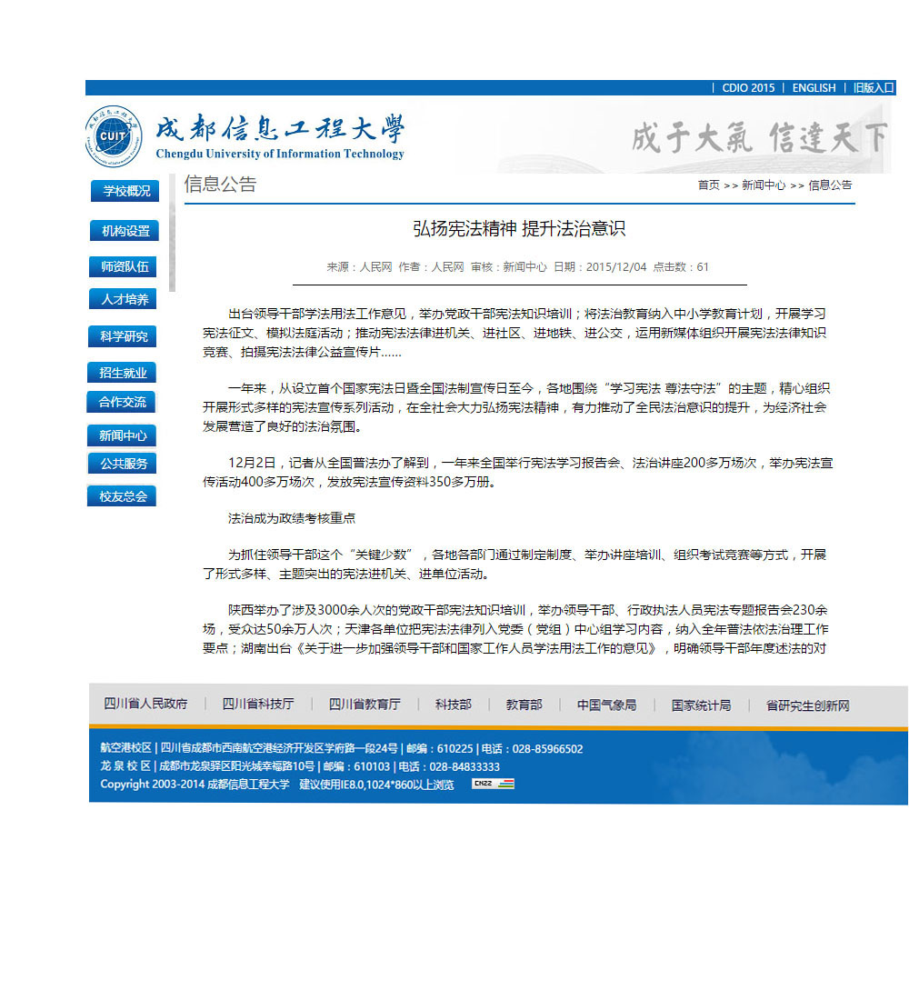 | CDIO 2015 | ENGLISH | 旧版入口
成都信息工程大学
CUIT
成都信息工程大學
Chengdu University of Information Technology
成于大氣 信達天下
学校概况
机构设置
师资队伍
人才培养
科学研究
招生就业
合作交流
新闻中心
公共服务
校友总会
信息公告
首页 >> 新闻中心 >> 信息公告
弘扬宪法精神 提升法治意识
来源：人民网 作者：人民网 审核：新闻中心 日期：2015/12/04 点击数：61
出台领导干部学法用法工作意见，举办党政干部宪法知识培训；将法治教育纳入中小学教育计划，开展学习
宪法征文、模拟法庭活动；推动宪法法律进机关、进社区、进地铁、进公交，运用新媒体组织开展宪法法律知识
竞赛、拍摄宪法法律公益宣传片……
一年来，从设立首个国家宪法日暨全国法制宣传日至今，各地围绕“学习宪法 尊法守法”的主题，精心组织
开展形式多样的宪法宣传系列活动，在全社会大力弘扬宪法精神，有力推动了全民法治意识的提升，为经济社会
发展营造了良好的法治氛围。
12月2日，记者从全国普法办了解到，一年来全国举行宪法学习报告会、法治讲座200多万场次，举办宪法宣
传活动400多万场次，发放宪法宣传资料350多万册。
法治成为政绩考核重点
为抓住领导干部这个“关键少数”，各地各部门通过制定制度、举办讲座培训、组织考试竞赛等方式，开展
了形式多样、主题突出的宪法进机关、进单位活动。
陕西举办了涉及3000余人次的党政干部宪法知识培训，举办领导干部、行政执法人员宪法专题报告会230余
场，受众达50余万人次；天津各单位把宪法法律列入党委（党组）中心组学习内容，纳入全年普法依法治理工作
要点；湖南出台《关于进一步加强领导干部和国家工作人员学法用法工作的意见》，明确领导干部年度述法的对
四川省人民政府 | 四川省科技厅 | 四川省教育厅 | 科技部 | 教育部 | 中国气象局 | 国家统计局 | 省研究生创新网
航空港校区 | 四川省成都市西南航空港经济开发区学府路一段24号 | 邮编：610225 | 电话：028-85966502
龙 泉 校 区 | 成都市龙泉驿区阳光城幸福路10号 | 邮编：610103 | 电话：028-84833333
Copyright 2003-2014 成都信息工程大学 建议使用IE8.0,1024*860以上浏览 CNZZ